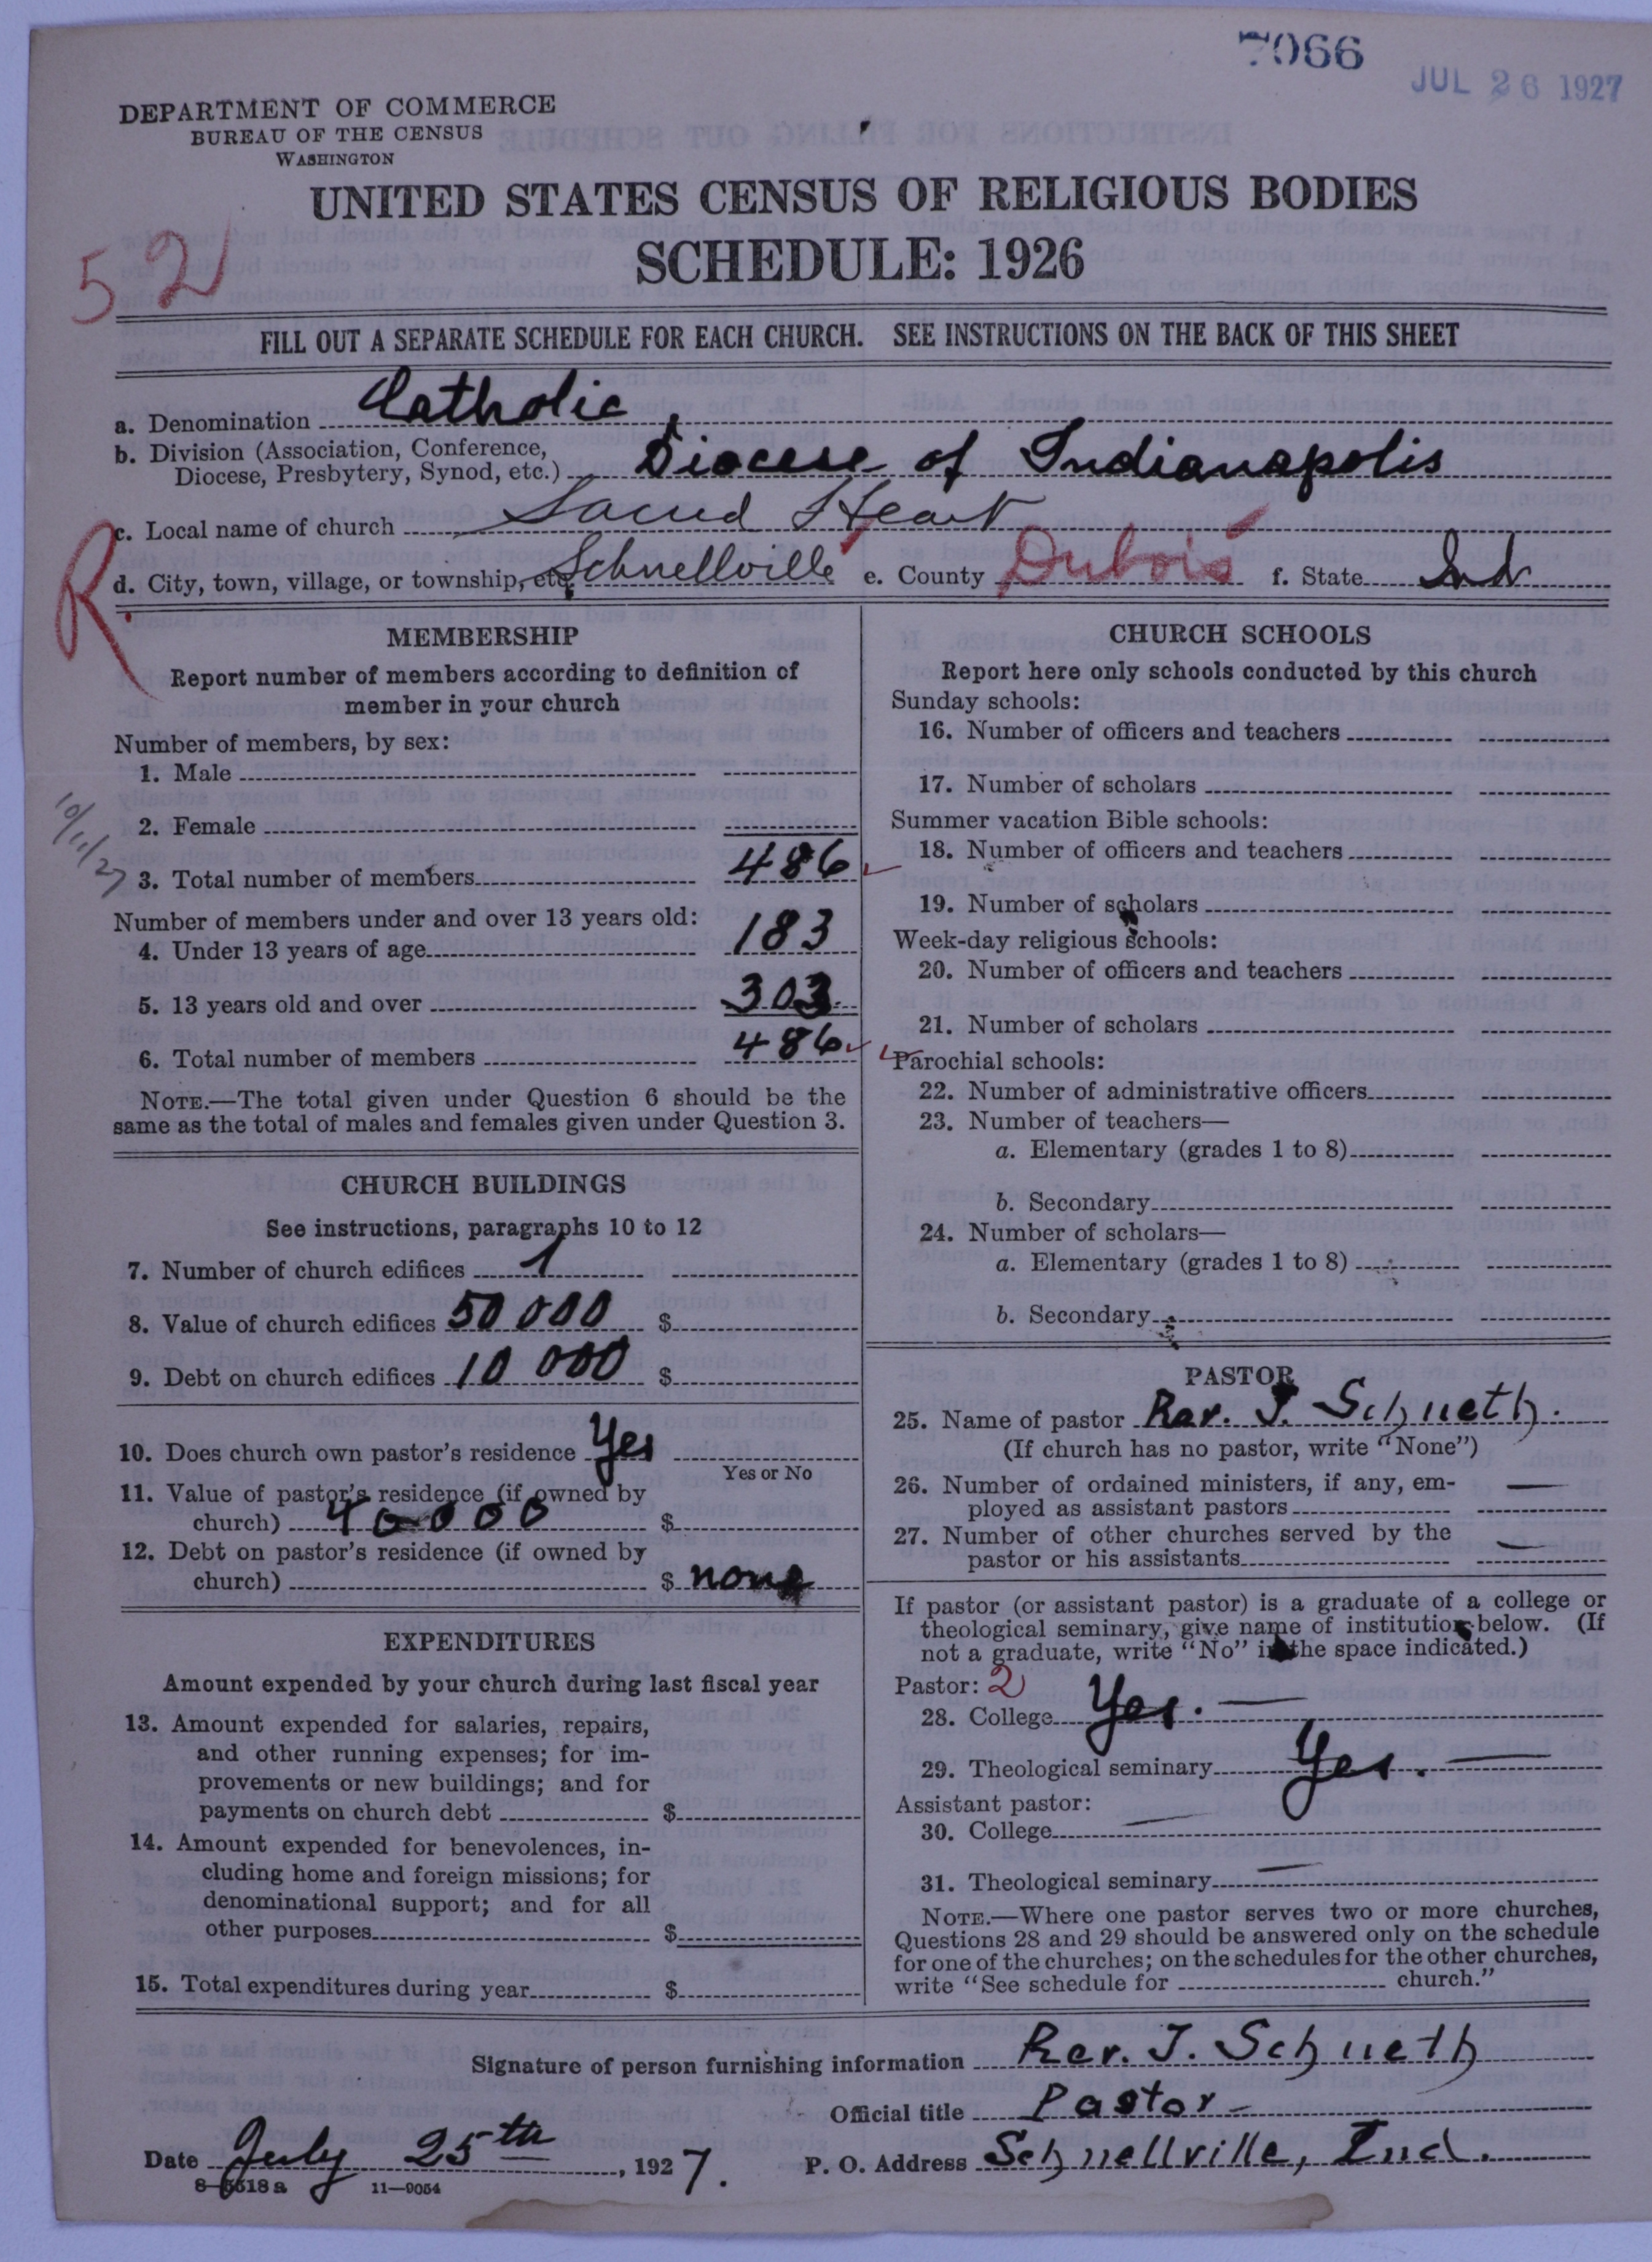 7066
JUL 26 1927
DEPARTMENT OF COMMERCE
BUREAU OF THE CENSUS
WASHINGTON
UNITED STATES CENSUS OF RELIGIOUS BODIES
SCHEDULE: 1926
52
FILL OUT A SEPARATE SCHEDULE FOR EACH CHURCH. SEE INSTRUCTIONS ON THE BACK OF THIS SHEET
a. Denomination Catholic
b. Division (Association, Conference,
Diocese, Presbytery, Synod, etc.) Diocese of Indianapolis
c. Local name of church Sacred Heart
R.
d. City, town, village, or township, etc. Schnellville e. County Dubois f. State Ind
MEMBERSHIP
Report number of members according to definition of
member in your church
Number of members, by sex:
1. Male
2. Female
10/11/27
3. Total number of members 486
Number of members under and over 13 years old:
4. Under 13 years of age 183
5. 13 years old and over 303
6. Total number of members 486
NOTE.—The total given under Question 6 should be the
same as the total of males and females given under Question 3.
CHURCH BUILDINGS
See instructions, paragraphs 10 to 12
7. Number of church edifices 1
8. Value of church edifices 50 000 $
9. Debt on church edifices 10 000 $
10. Does church own pastor's residence Yes
Yes or No
11. Value of pastor's residence (if owned by
church) $
12. Debt on pastor's residence (if owned by
church) $ none
EXPENDITURES
Amount expended by your church during last fiscal year
13. Amount expended for salaries, repairs,
and other running expenses; for im-
provements or new buildings; and for
payments on church debt $
14. Amount expended for benevolences, in-
cluding home and foreign missions; for
denominational support; and for all
other purposes $
15. Total expenditures during year $
CHURCH SCHOOLS
Report here only schools conducted by this church
Sunday schools:
16. Number of officers and teachers
17. Number of scholars
Summer vacation Bible schools:
18. Number of officers and teachers
19. Number of scholars
Week-day religious schools:
20. Number of officers and teachers
21. Number of scholars
Parochial schools:
22. Number of administrative officers
23. Number of teachers—
a. Elementary (grades 1 to 8)
b. Secondary
24. Number of scholars—
a. Elementary (grades 1 to 8)
b. Secondary
PASTOR
25. Name of pastor Rev. J. Schneth.
(If church has no pastor, write "None")
26. Number of ordained ministers, if any, em-
ployed as assistant pastors —
27. Number of other churches served by the
pastor or his assistants —
If pastor (or assistant pastor) is a graduate of a college or
theological seminary, give name of institution below. (If
not a graduate, write "No" in the space indicated.)
Pastor: 2
28. College Yes. —
29. Theological seminary Yes. —
Assistant pastor:
30. College —
31. Theological seminary —
NOTE.—Where one pastor serves two or more churches,
Questions 28 and 29 should be answered only on the schedule
for one of the churches; on the schedules for the other churches,
write "See schedule for church."
Signature of person furnishing information Rev. J. Schneth
Official title Pastor
Date July 25th, 1927. P. O. Address Schnellville, Ind.
8-5518a 11—9054